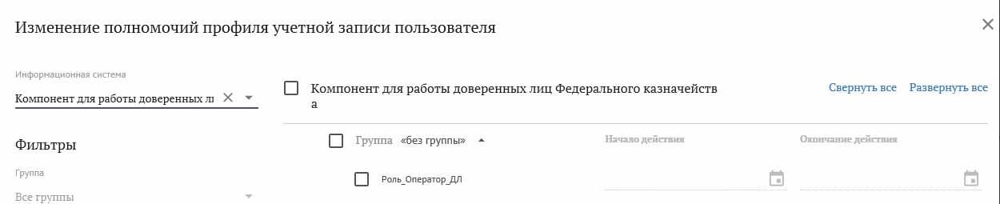 Изменение полномочий профиля учетной записи пользователя
Информационная система
Компонент для работы доверенных ли
Фильтры
Группа
Все группы
Компонент для работы доверенных лиц Федерального казначейств
а
Свернуть все Развернуть все
Группа «без группы» Начало действия Окончание действия
Роль_Оператор_ДЛ